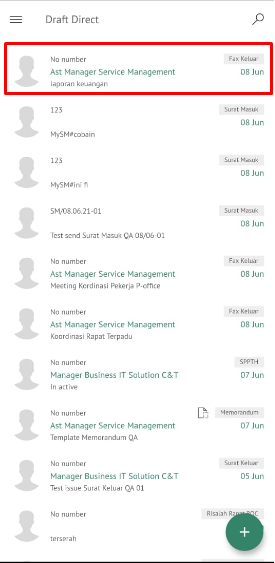 Draft Direct
No number
Fax Keluar
Ast Manager Service Management
08 Jun
laporan keuangan
123
Surat Masuk
08 Jun
MySM#cobain
123
Surat Masuk
08 Jun
MySM#ini fi
SM/08.06.21-01
Surat Masuk
08 Jun
Test send Surat Masuk QA 08/06-01
No number
Fax Keluar
Ast Manager Service Management
08 Jun
Meeting Kordinasi Pekerja P-office
No number
Fax Keluar
Ast Manager Service Management
08 Jun
Koordinasi Rapat Terpadu
No number
SPPTH
Manager Business IT Solution C&T
07 Jun
In active
No number
Memorandum
Ast Manager Service Management
07 Jun
Template Memorandum QA
No number
Surat Keluar
Manager Business IT Solution C&T
05 Jun
Test Issue Surat Keluar QA 01
No number
Risalah Rapat
terserah